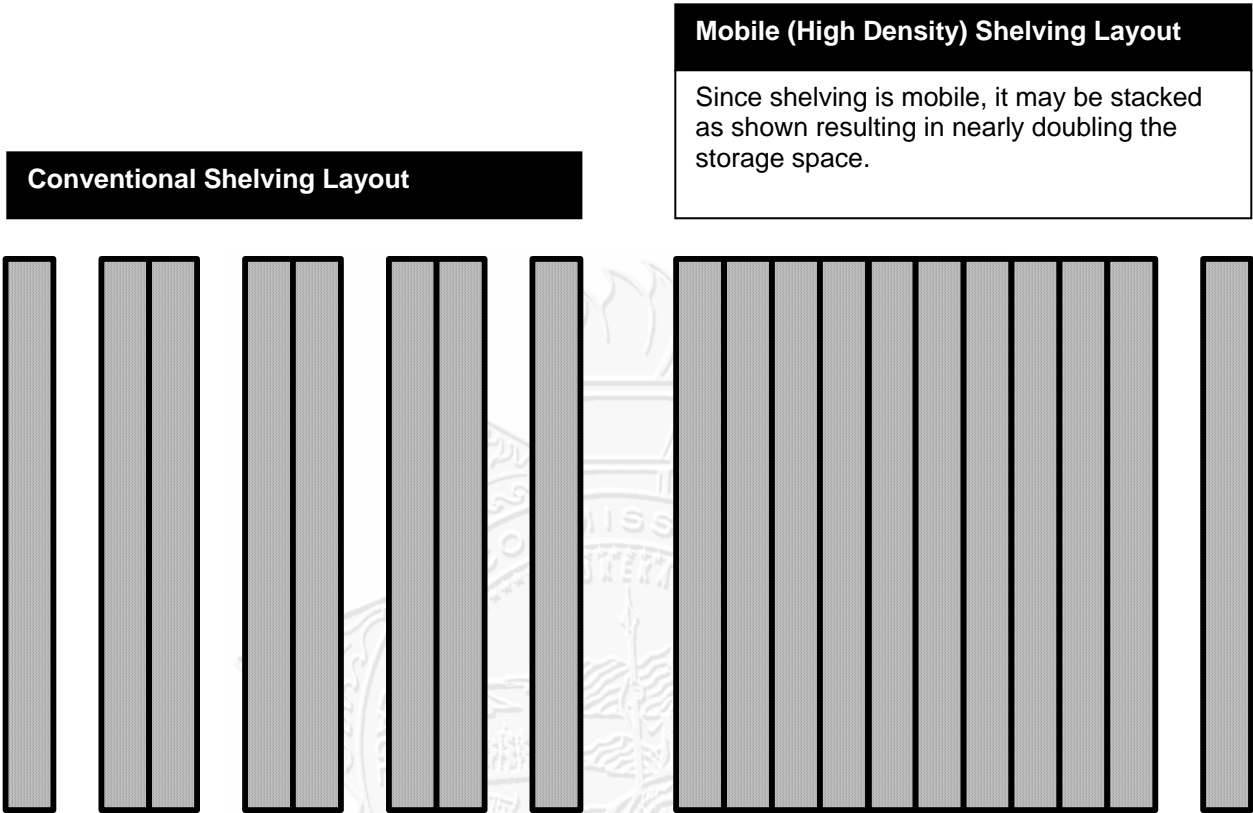 Mobile (High Density) Shelving Layout
Since shelving is mobile, it may be stacked
as shown resulting in nearly doubling the
storage space.
Conventional Shelving Layout